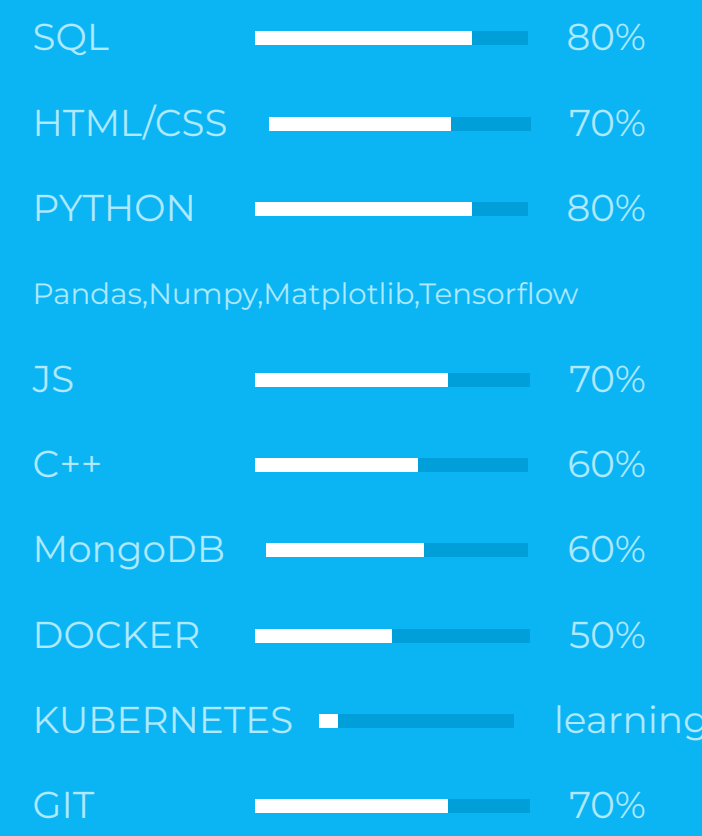 SQL 80%
HTML/CSS 70%
PYTHON 80%
Pandas,Numpy,Matplotlib,Tensorflow
JS 70%
C++ 60%
MongoDB 60%
DOCKER 50%
KUBERNETES learning
GIT 70%